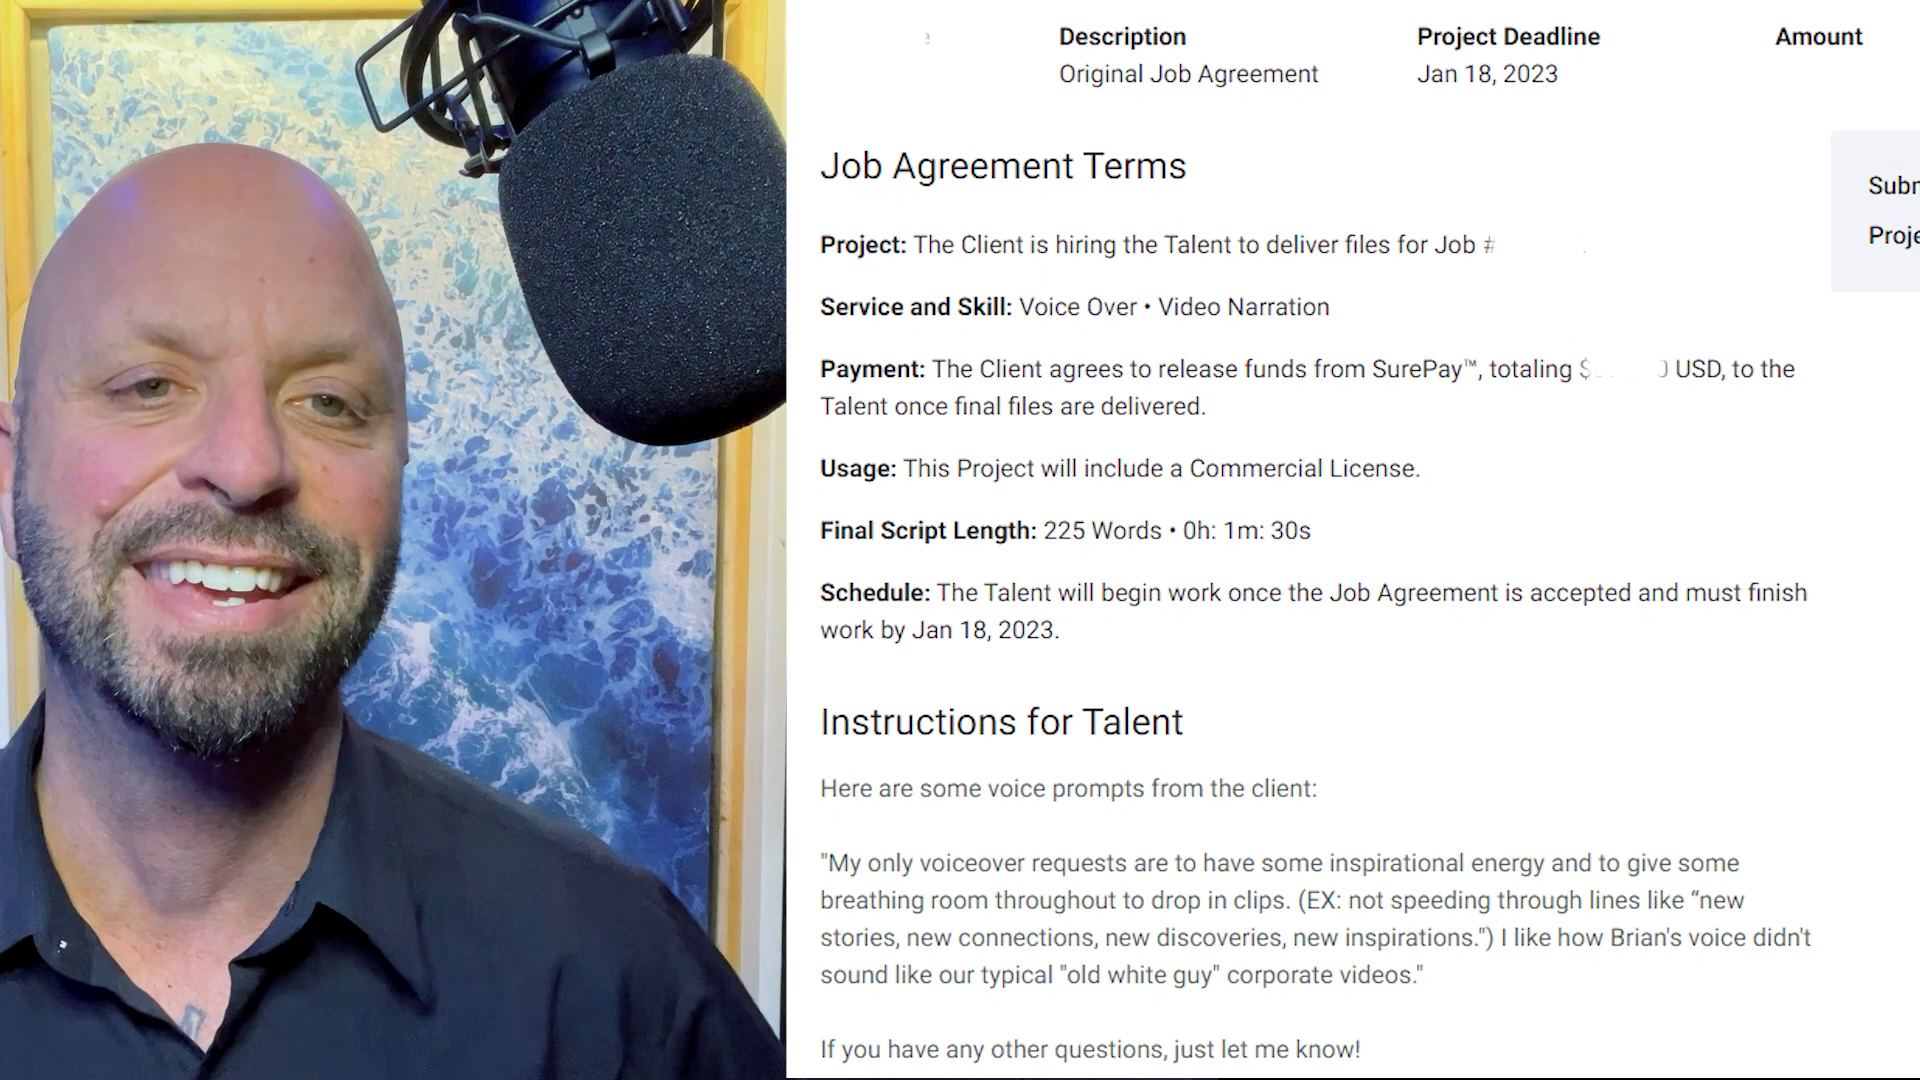 Description
Project Deadline
Amount
Original Job Agreement
Jan 18, 2023
Job Agreement Terms
Project: The Client is hiring the Talent to deliver files for Job #
Service and Skill: Voice Over • Video Narration
Payment: The Client agrees to release funds from SurePay™, totaling $ USD, to the
Talent once final files are delivered.
Usage: This Project will include a Commercial License.
Final Script Length: 225 Words • 0h: 1m: 30s
Schedule: The Talent will begin work once the Job Agreement is accepted and must finish
work by Jan 18, 2023.
Instructions for Talent
Here are some voice prompts from the client:
"My only voiceover requests are to have some inspirational energy and to give some
breathing room throughout to drop in clips. (EX: not speeding through lines like “new
stories, new connections, new discoveries, new inspirations.") I like how Brian's voice didn't
sound like our typical "old white guy" corporate videos."
If you have any other questions, just let me know!